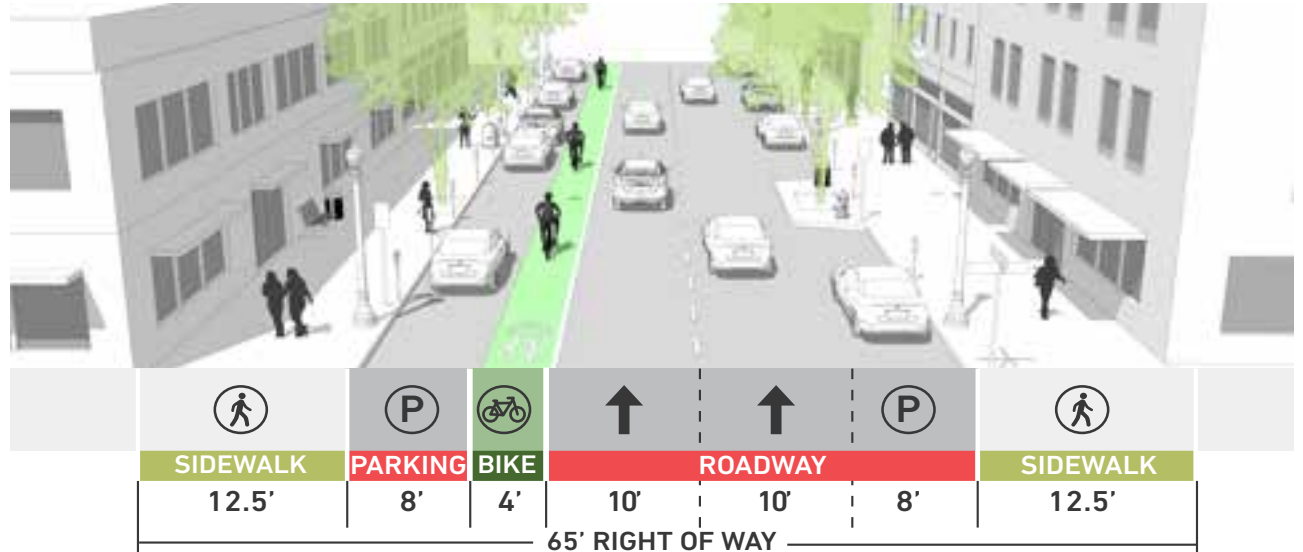 P P
SIDEWALK PARKING BIKE ROADWAY SIDEWALK
12.5’ 8’ 4’ 10’ 10’ 8’ 12.5’
65’ RIGHT OF WAY